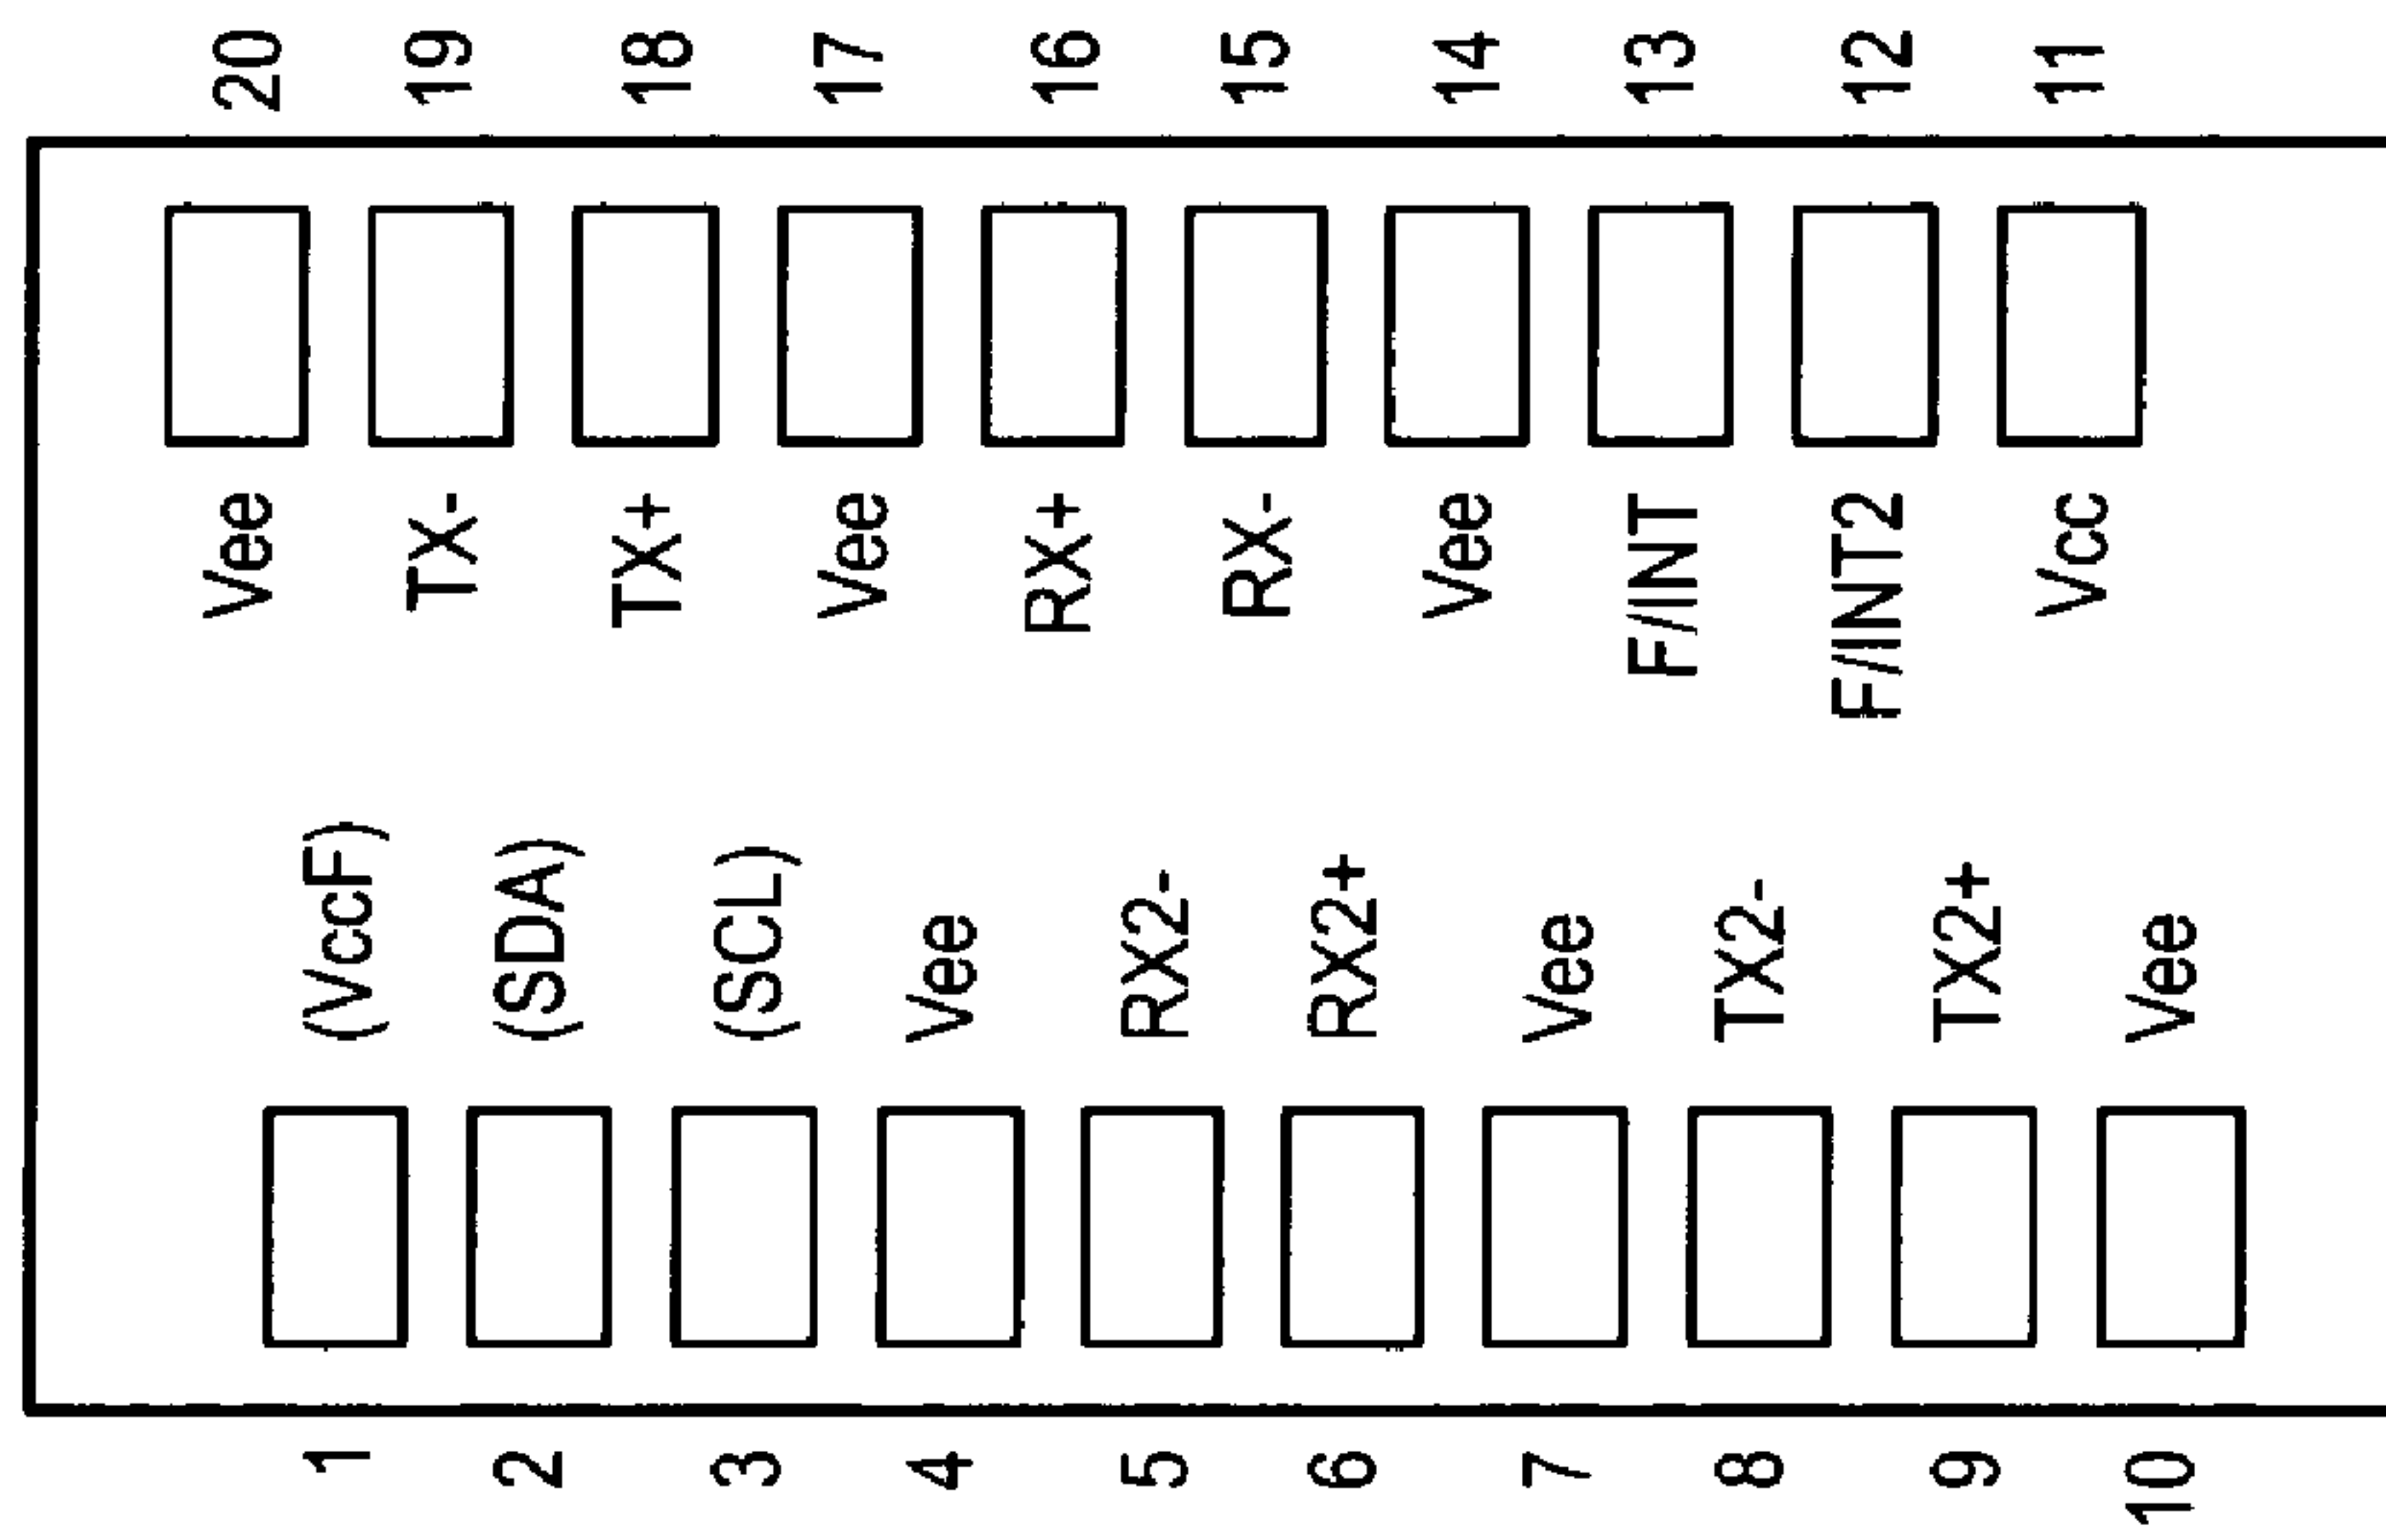 20 19 18 17 16 15 14 13 12 11
Vee TX- TX+ Vee RX+ RX- Vee F/INT F/INT2 Vcc
(VccF) (SDA) (SCL) Vee RX2- RX2+ Vee TX2- TX2+ Vee
1 2 3 4 5 6 7 8 9 10